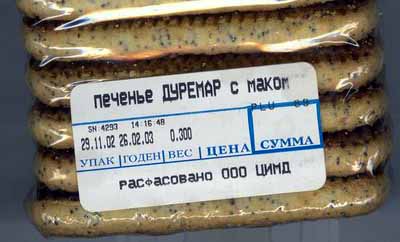 печенье ДУРЕМАР с маком
PLU 89
SN:4293 14:16:48
29.11.02 26.02.03 0.300
УПАК ГОДЕН ВЕС ЦЕНА СУММА
Расфасовано ООО ЦИМД